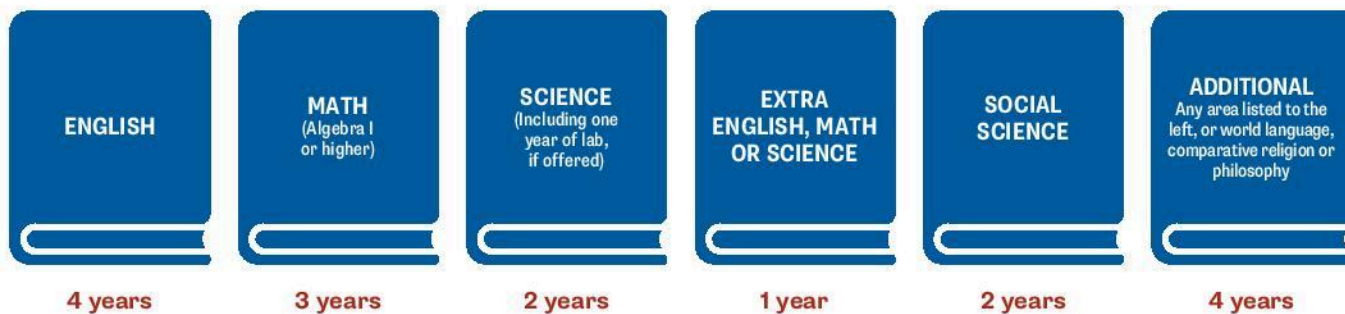 ENGLISH
4 years
MATH
(Algebra I
or higher)
3 years
SCIENCE
(Including one
year of lab,
if offered)
2 years
EXTRA
ENGLISH, MATH
OR SCIENCE
1 year
SOCIAL
SCIENCE
2 years
ADDITIONAL
Any area listed to the
left, or world language,
comparative religion or
philosophy
4 years